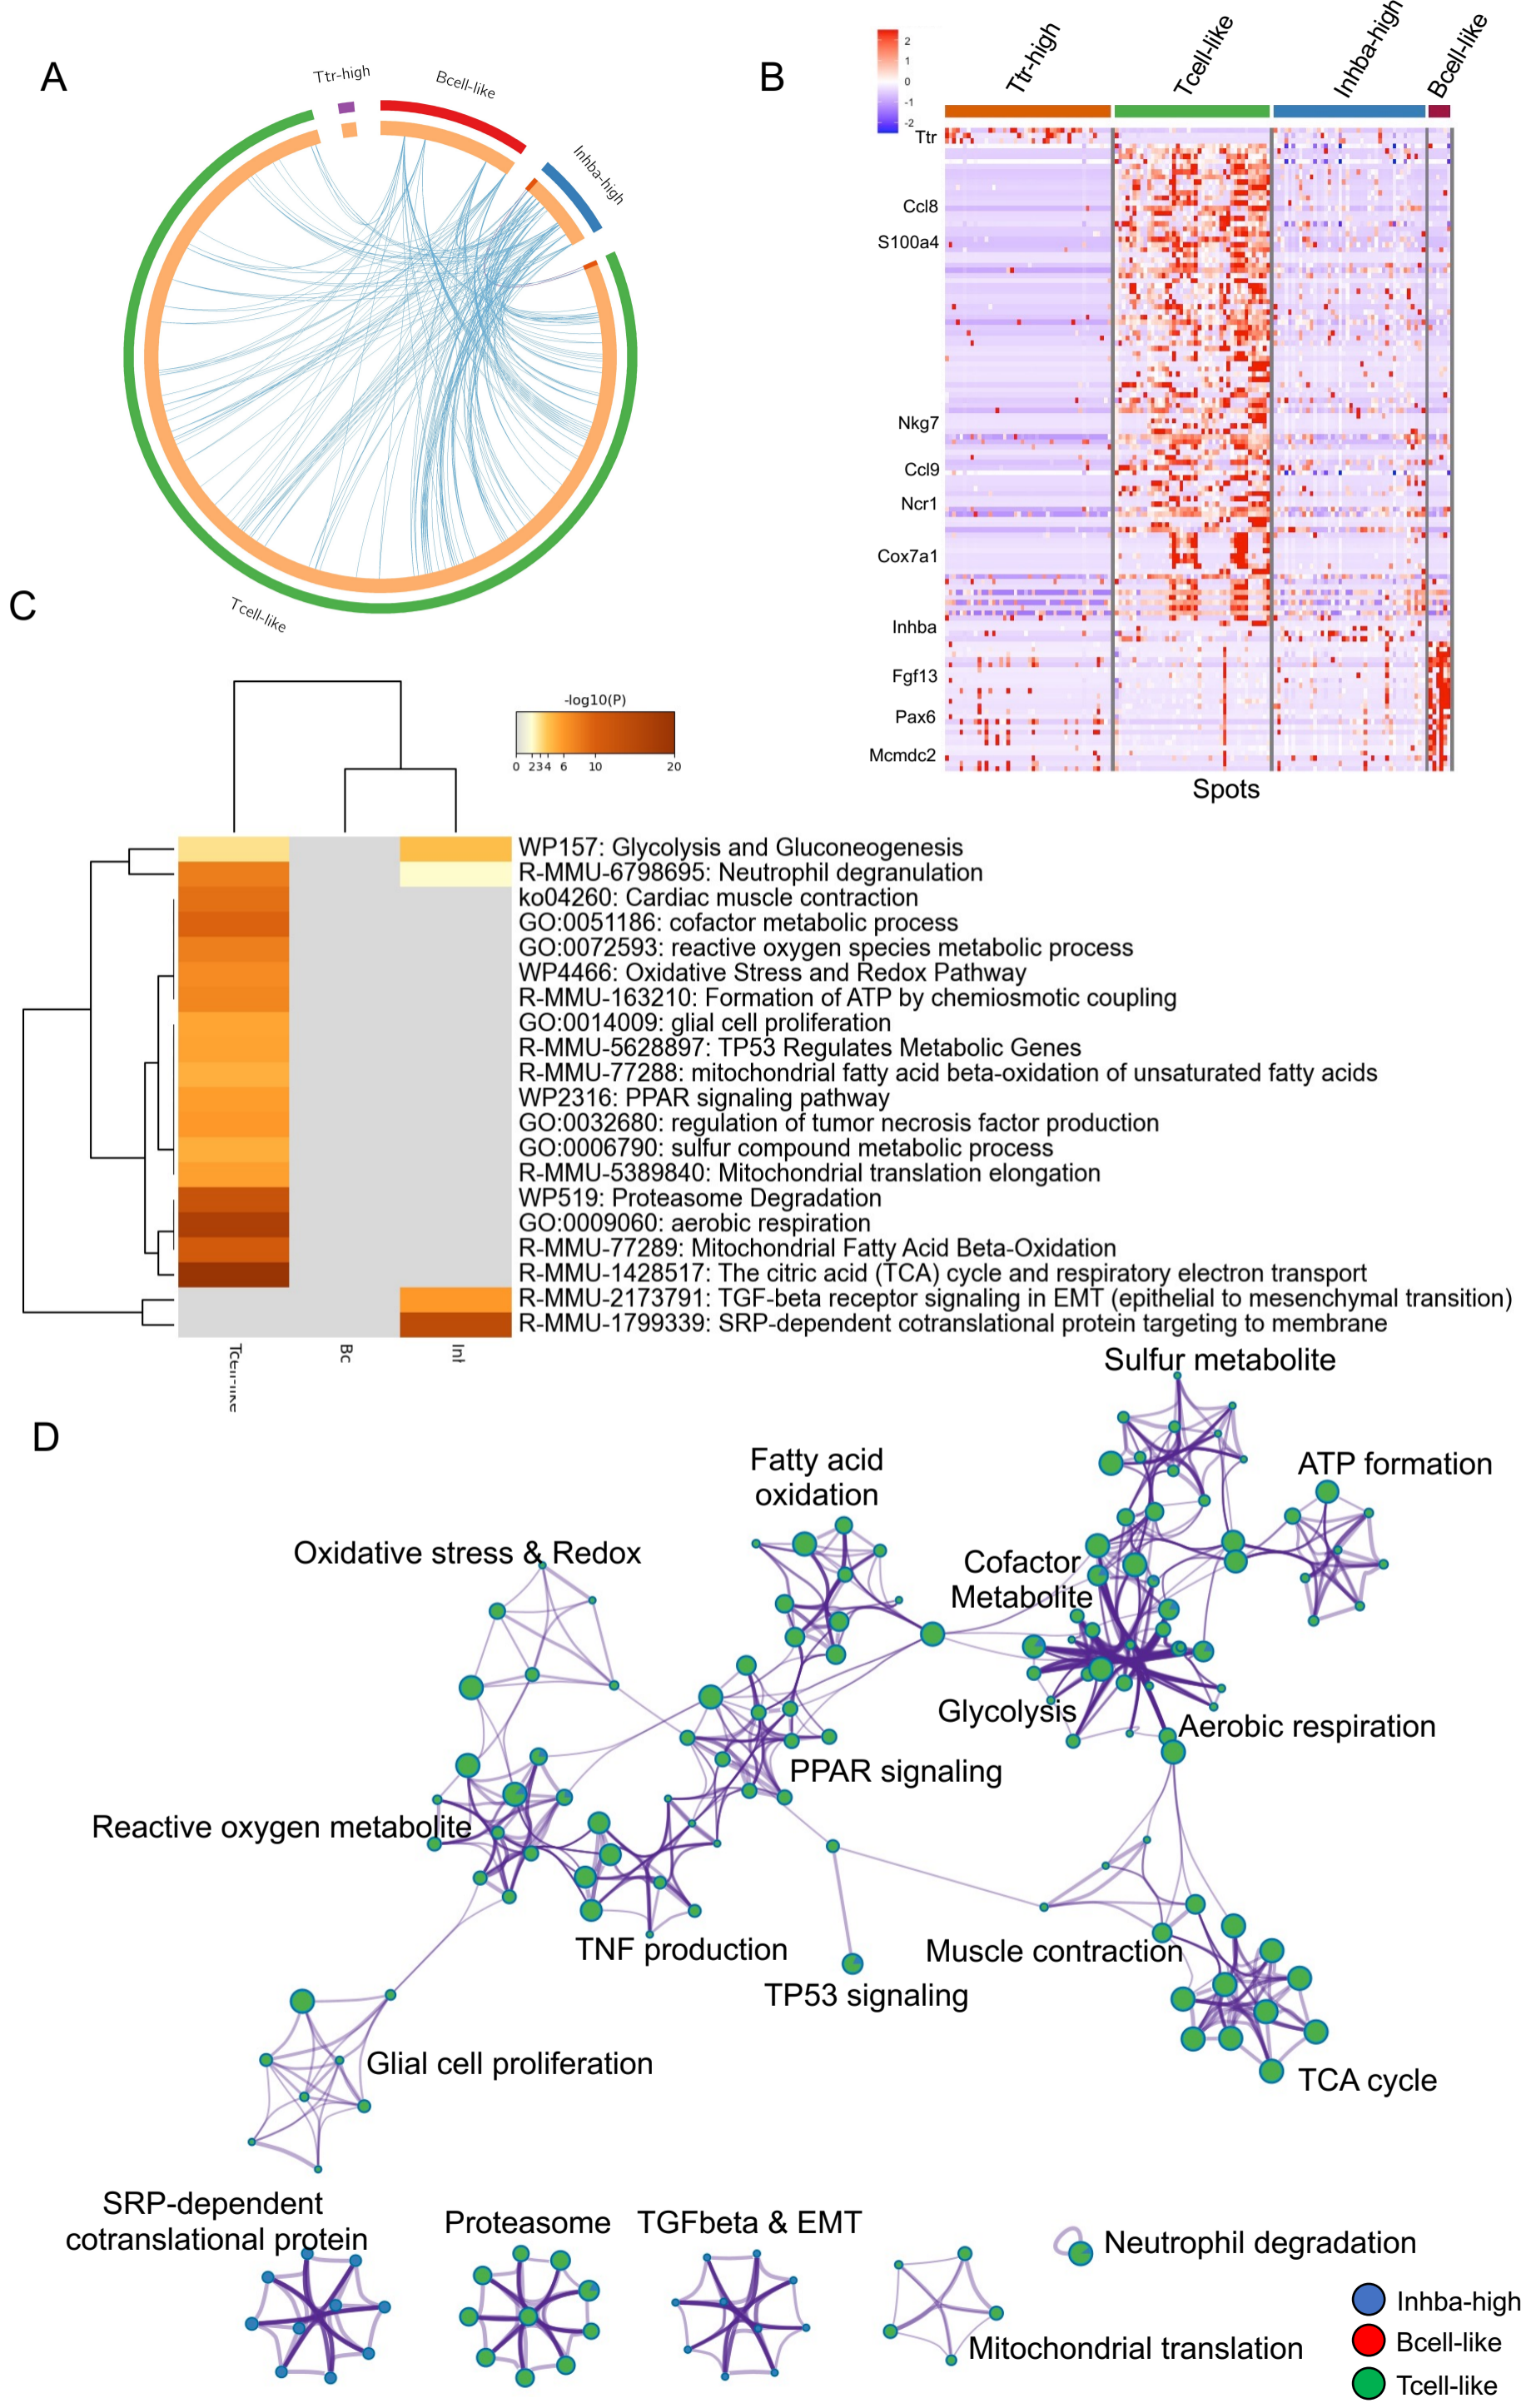 A
Ttr-high
Bcell-like
Inhba-high
Tcell-like
B
Ttr-high
Tcell-like
Inhba-high
Bcell-like
2
1
0
-1
-2
Ttr
Ccl8
S100a4
Nkg7
Ccl9
Ncr1
Cox7a1
Inhba
Fgf13
Pax6
Mcmdc2
Spots
C
-log10(P)
0 2 3 4 6 10 20
WP157: Glycolysis and Gluconeogenesis
R-MMU-6798695: Neutrophil degranulation
ko04260: Cardiac muscle contraction
GO:0051186: cofactor metabolic process
GO:0072593: reactive oxygen species metabolic process
WP4466: Oxidative Stress and Redox Pathway
R-MMU-163210: Formation of ATP by chemiosmotic coupling
GO:0014009: glial cell proliferation
R-MMU-5628897: TP53 Regulates Metabolic Genes
R-MMU-77288: mitochondrial fatty acid beta-oxidation of unsaturated fatty acids
WP2316: PPAR signaling pathway
GO:0032680: regulation of tumor necrosis factor production
GO:0006790: sulfur compound metabolic process
R-MMU-5389840: Mitochondrial translation elongation
WP519: Proteasome Degradation
GO:0009060: aerobic respiration
R-MMU-77289: Mitochondrial Fatty Acid Beta-Oxidation
R-MMU-1428517: The citric acid (TCA) cycle and respiratory electron transport
R-MMU-2173791: TGF-beta receptor signaling in EMT (epithelial to mesenchymal transition)
R-MMU-1799339: SRP-dependent cotranslational protein targeting to membrane
Bc
D
Sulfur metabolite
Fatty acid
oxidation
ATP formation
Oxidative stress & Redox
Cofactor
Metabolite
Glycolysis
Aerobic respiration
PPAR signaling
Reactive oxygen metabolite
TNF production
Muscle contraction
TP53 signaling
Glial cell proliferation
TCA cycle
SRP-dependent
cotranslational protein
Proteasome
TGFbeta & EMT
Neutrophil degradation
Mitochondrial translation
Inhba-high
Bcell-like
Tcell-like